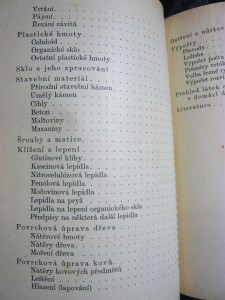 Vrtání.
Pájení.
Řezání závitů
Plastické hmoty
Celuloid
Organické sklo
Ostatní plastické hmoty
Sklo a jeho zpracování
Stavební materiál.
Přírodní stavební kámen
Umělý kámen
Cihly
Beton
Maltoviny
Mazaniny
Šrouby a matice.
Klížení a lepení
Glutinové klihy
Kaseinová lepidla
Nitrocelulózová lepidla
Fenolová lepidla
Močovinová lepidla
Lepidla na pryž
Lepidla na lepení organického skla
Předpisy na některá další lepidla
Povrchová úprava dřeva
Nátěrové hmoty
Nátěry dřeva
Moření dřeva
Povrchová úprava kovů.
Nátěry kovových předmětů
Leštění
Hlazení (lapování)
Ostření a
Výpočty
Převody
Ložiska
Výpočet
Průměry
Volba
Výpočet
Přehled látek
v domácí
Literatura